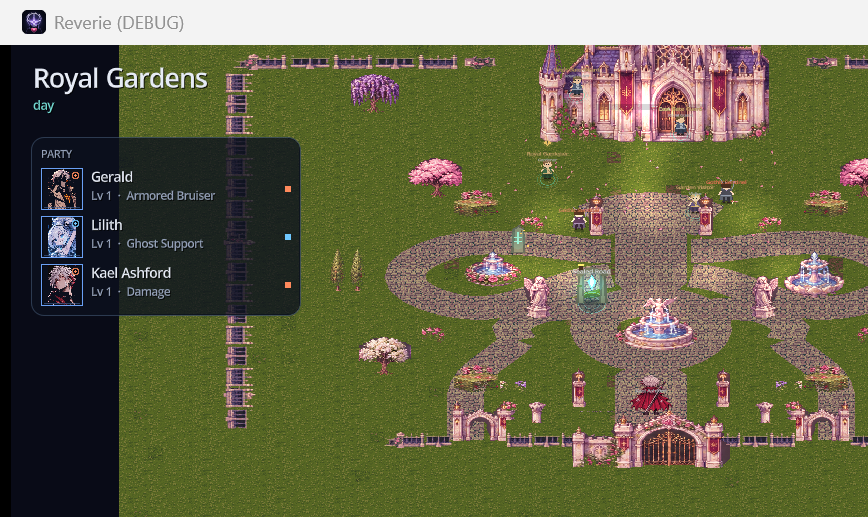 Reverie (DEBUG)
Royal Gardens
day
PARTY
Gerald
Lv 1 · Armored Bruiser
Lilith
Lv 1 · Ghost Support
Kael Ashford
Lv 1 · Damage